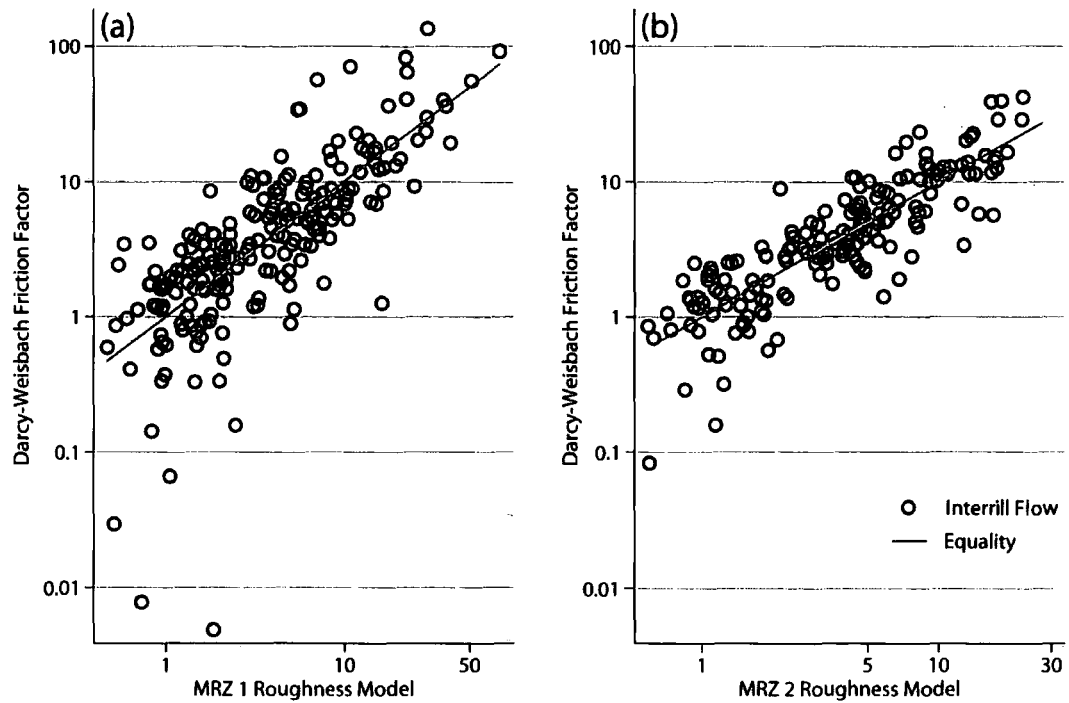 (a)
100
10
1
0.1
0.01
Darcy-Weisbach Friction Factor
1 10 50
MRZ 1 Roughness Model
(b)
100
10
1
0.1
0.01
Darcy-Weisbach Friction Factor
Interrill Flow
Equality
1 5 10 30
MRZ 2 Roughness Model